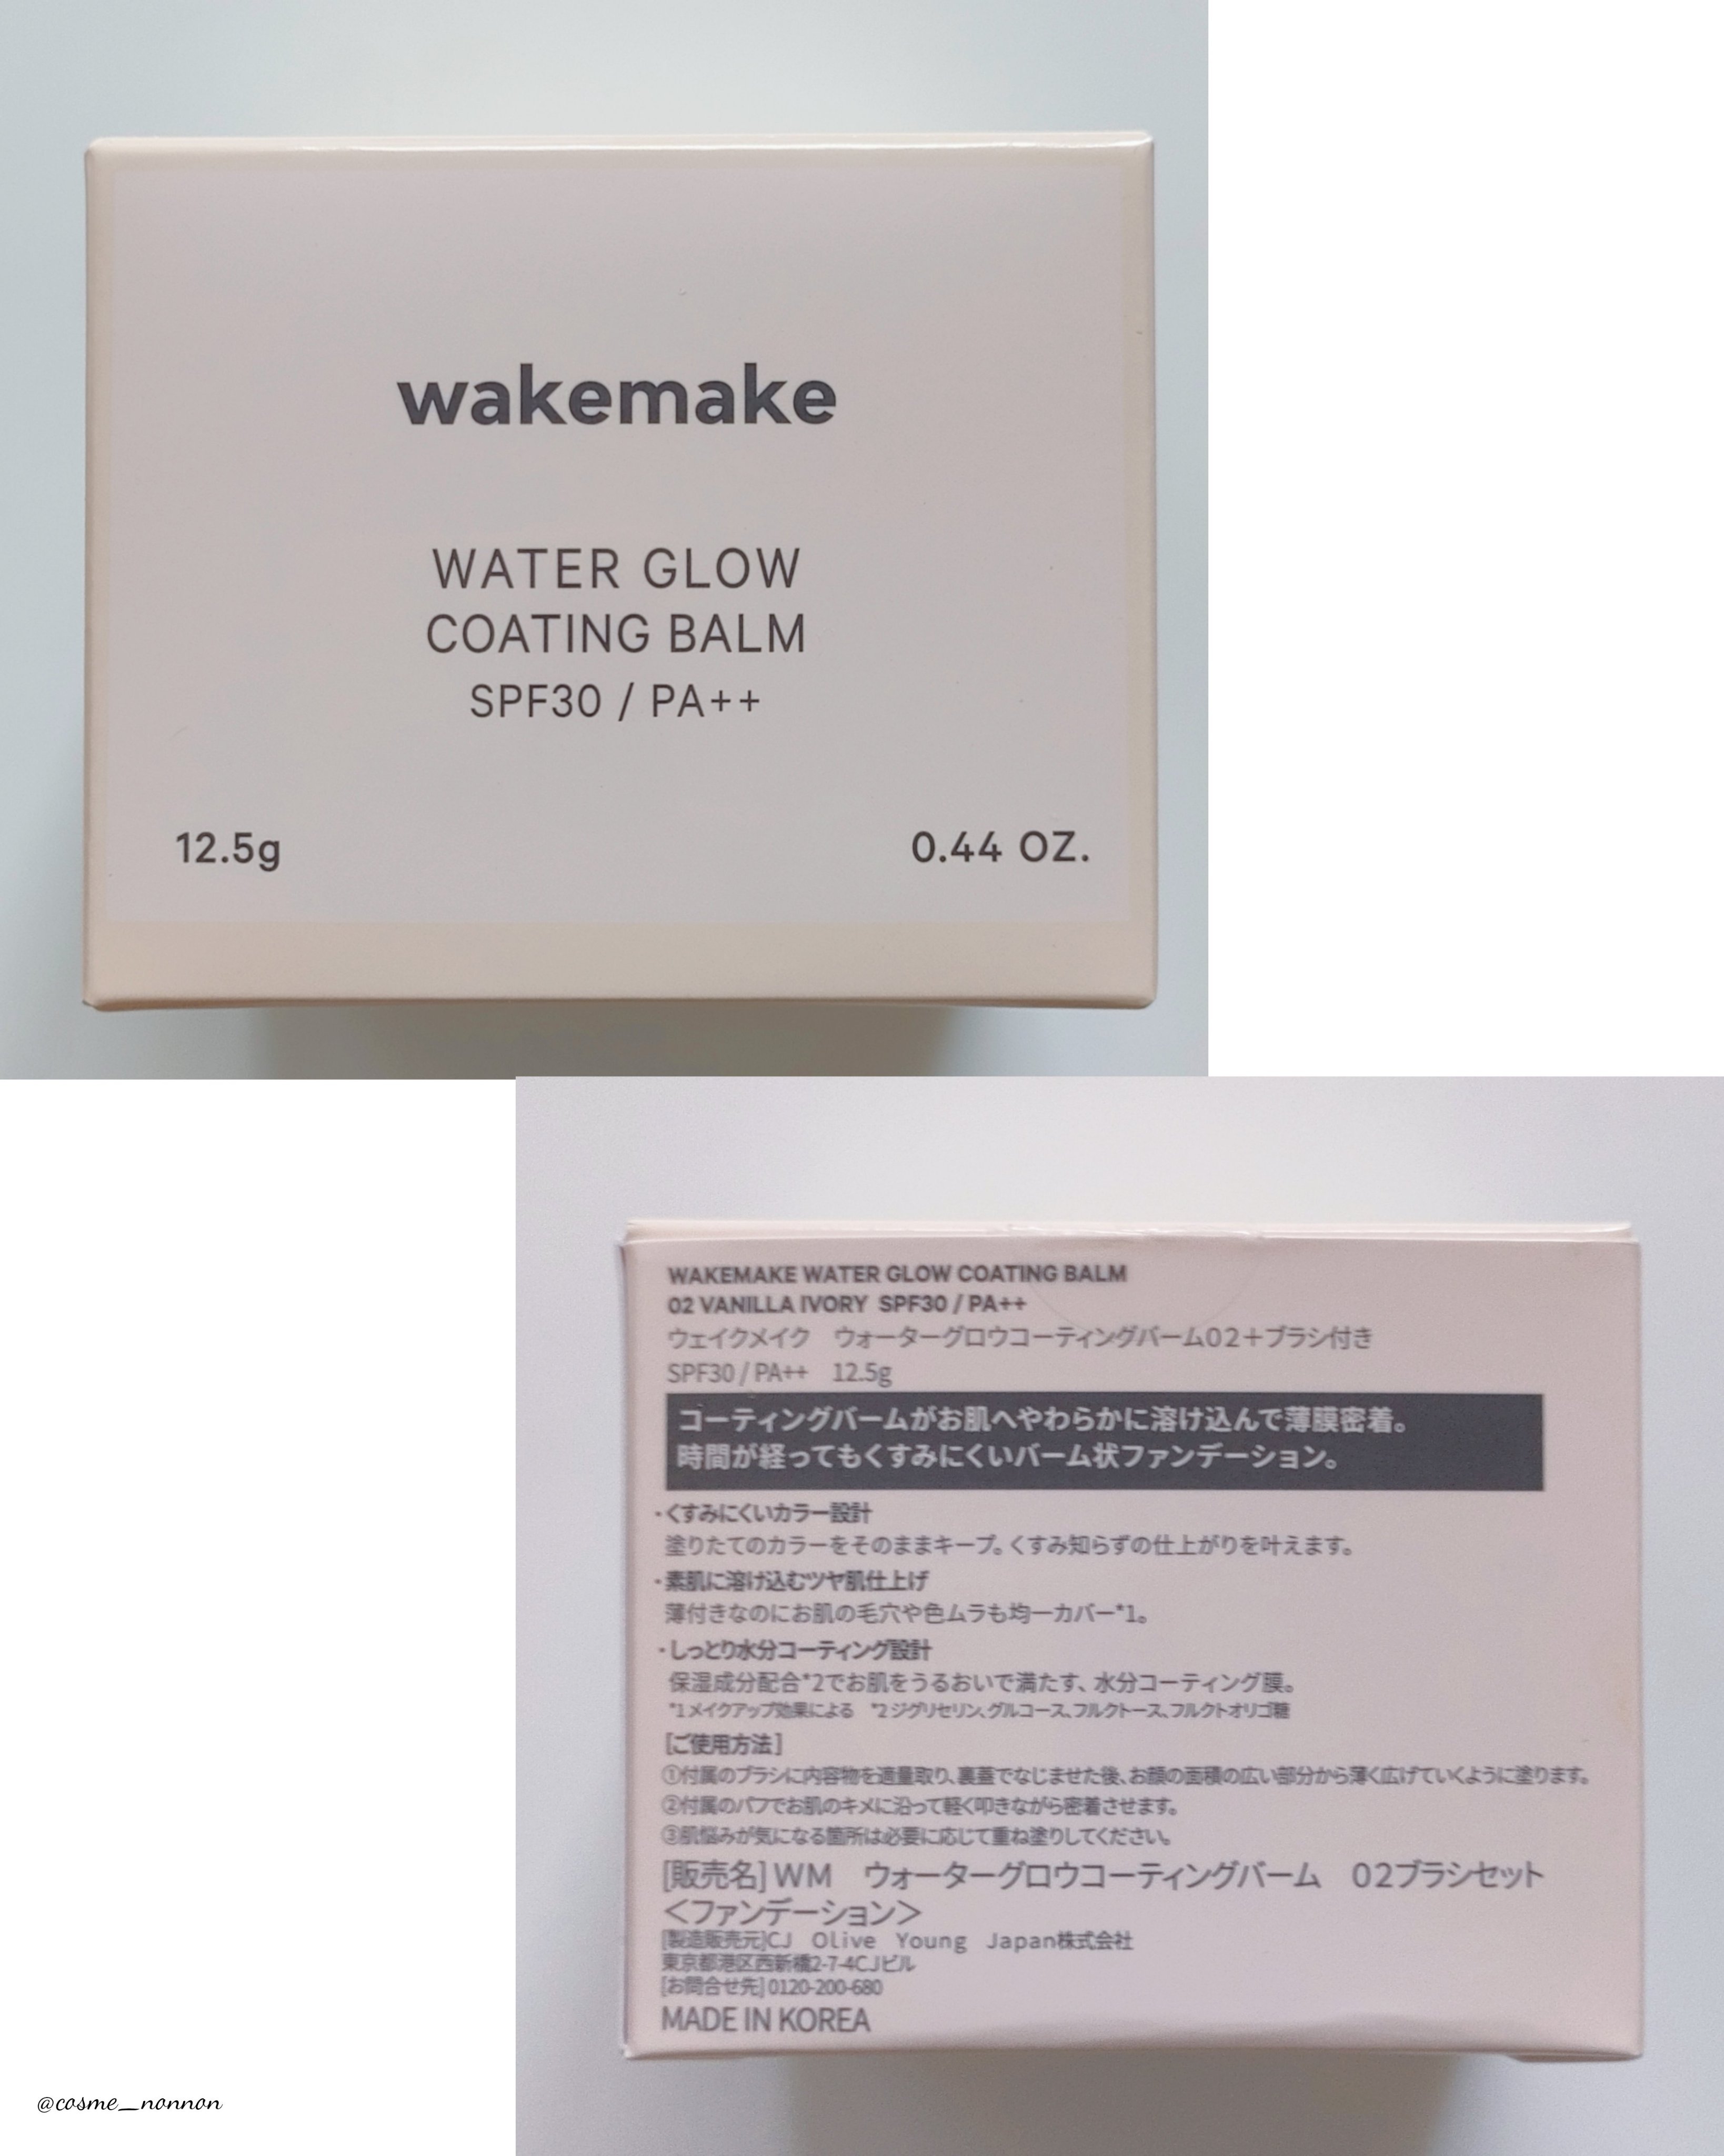 wakemake
WATER GLOW
COATING BALM
SPF30 / PA++
12.5g
0.44 OZ.
WAKEMAKE WATER GLOW COATING BALM
02 VANILLA IVORY SPF30 / PA++
ウェイクメイク　ウォーターグロウコーティングバーム02＋ブラシ付き
SPF30 / PA++　12.5g
コーティングバームがお肌へやわらかに溶け込んで薄膜密着。
時間が経ってもくすみにくいバーム状ファンデーション。
・くすみにくいカラー設計
塗りたてのカラーをそのままキープ。くすみ知らずの仕上がりを叶えます。
・素肌に溶け込むツヤ肌仕上げ
薄付きなのにお肌の毛穴や色ムラも均一カバー*1。
・しっとり水分コーティング設計
保湿成分配合*2でお肌をうるおいで満たす、水分コーティング膜。
*1メイクアップ効果による　*2ジグリセリン、グルコース、フルクトース、フルクトオリゴ糖
[ご使用方法]
①付属のブラシに内容物を適量取り、裏蓋でなじませた後、お顔の面積の広い部分から薄く広げていくように塗ります。
②付属のパフでお肌のキメに沿って軽く叩きながら密着させます。
③肌悩みが気になる箇所は必要に応じて重ね塗りしてください。
[販売名] WM　ウォーターグロウコーティングバーム　02ブラシセット
＜ファンデーション＞
[製造販売元]CJ　Olive　Young　Japan株式会社
東京都港区西新橋2-7-4CJビル
[お問合せ先] 0120-200-680
MADE IN KOREA
@cosme_nonnon